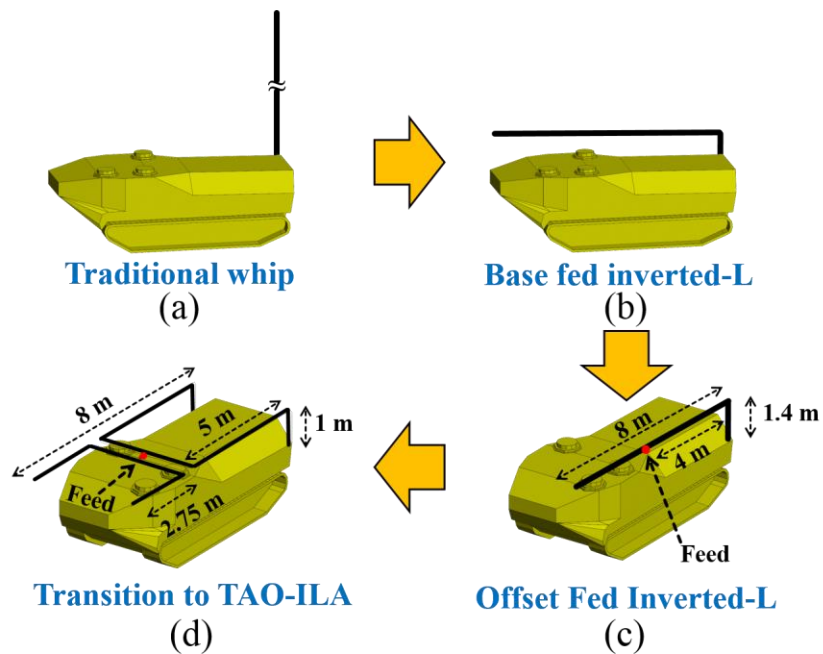 Traditional whip
(a)
Base fed inverted-L
(b)
8 m
5 m
1 m
Feed
2.75 m
Transition to TAO-ILA
(d)
8 m
1.4 m
4 m
Feed
Offset Fed Inverted-L
(c)